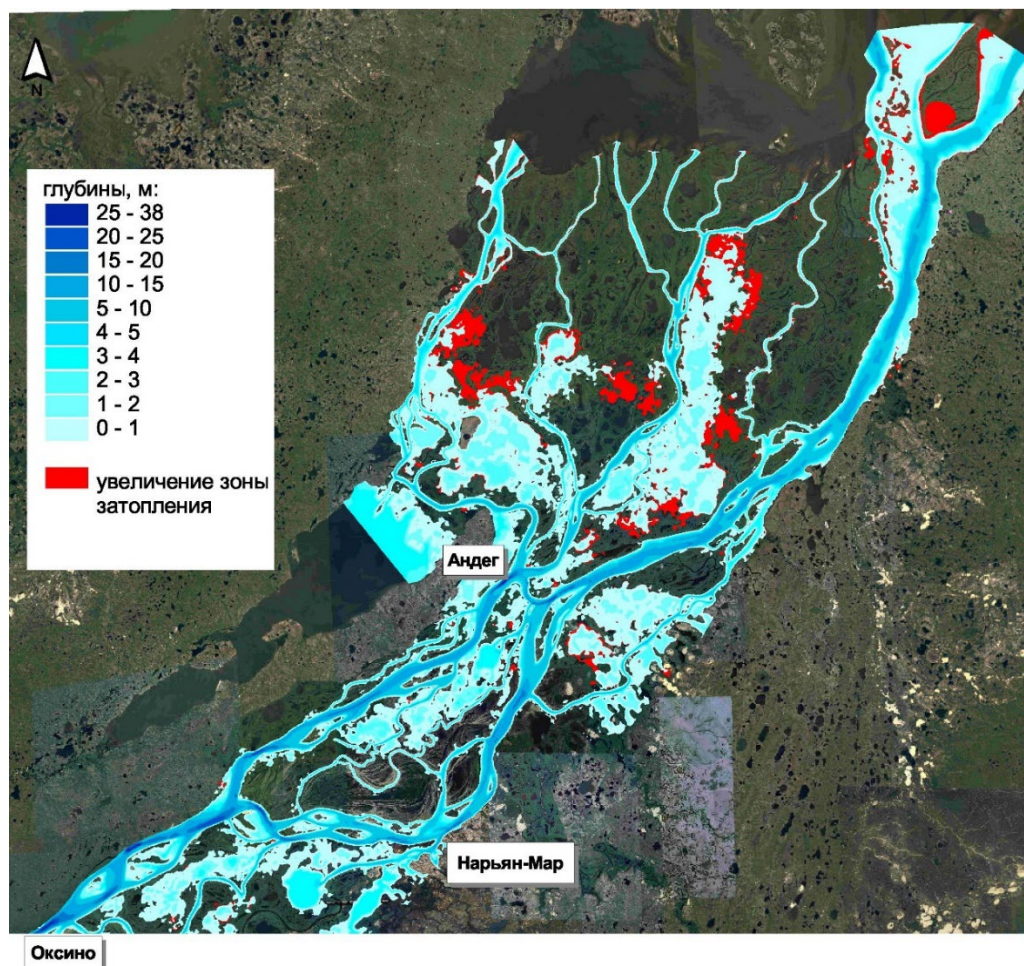 N
глубины, м:
25 - 38
20 - 25
15 - 20
10 - 15
5 - 10
4 - 5
3 - 4
2 - 3
1 - 2
0 - 1
увеличение зоны
затопления
Андег
Нарьян-Мар
Оксино